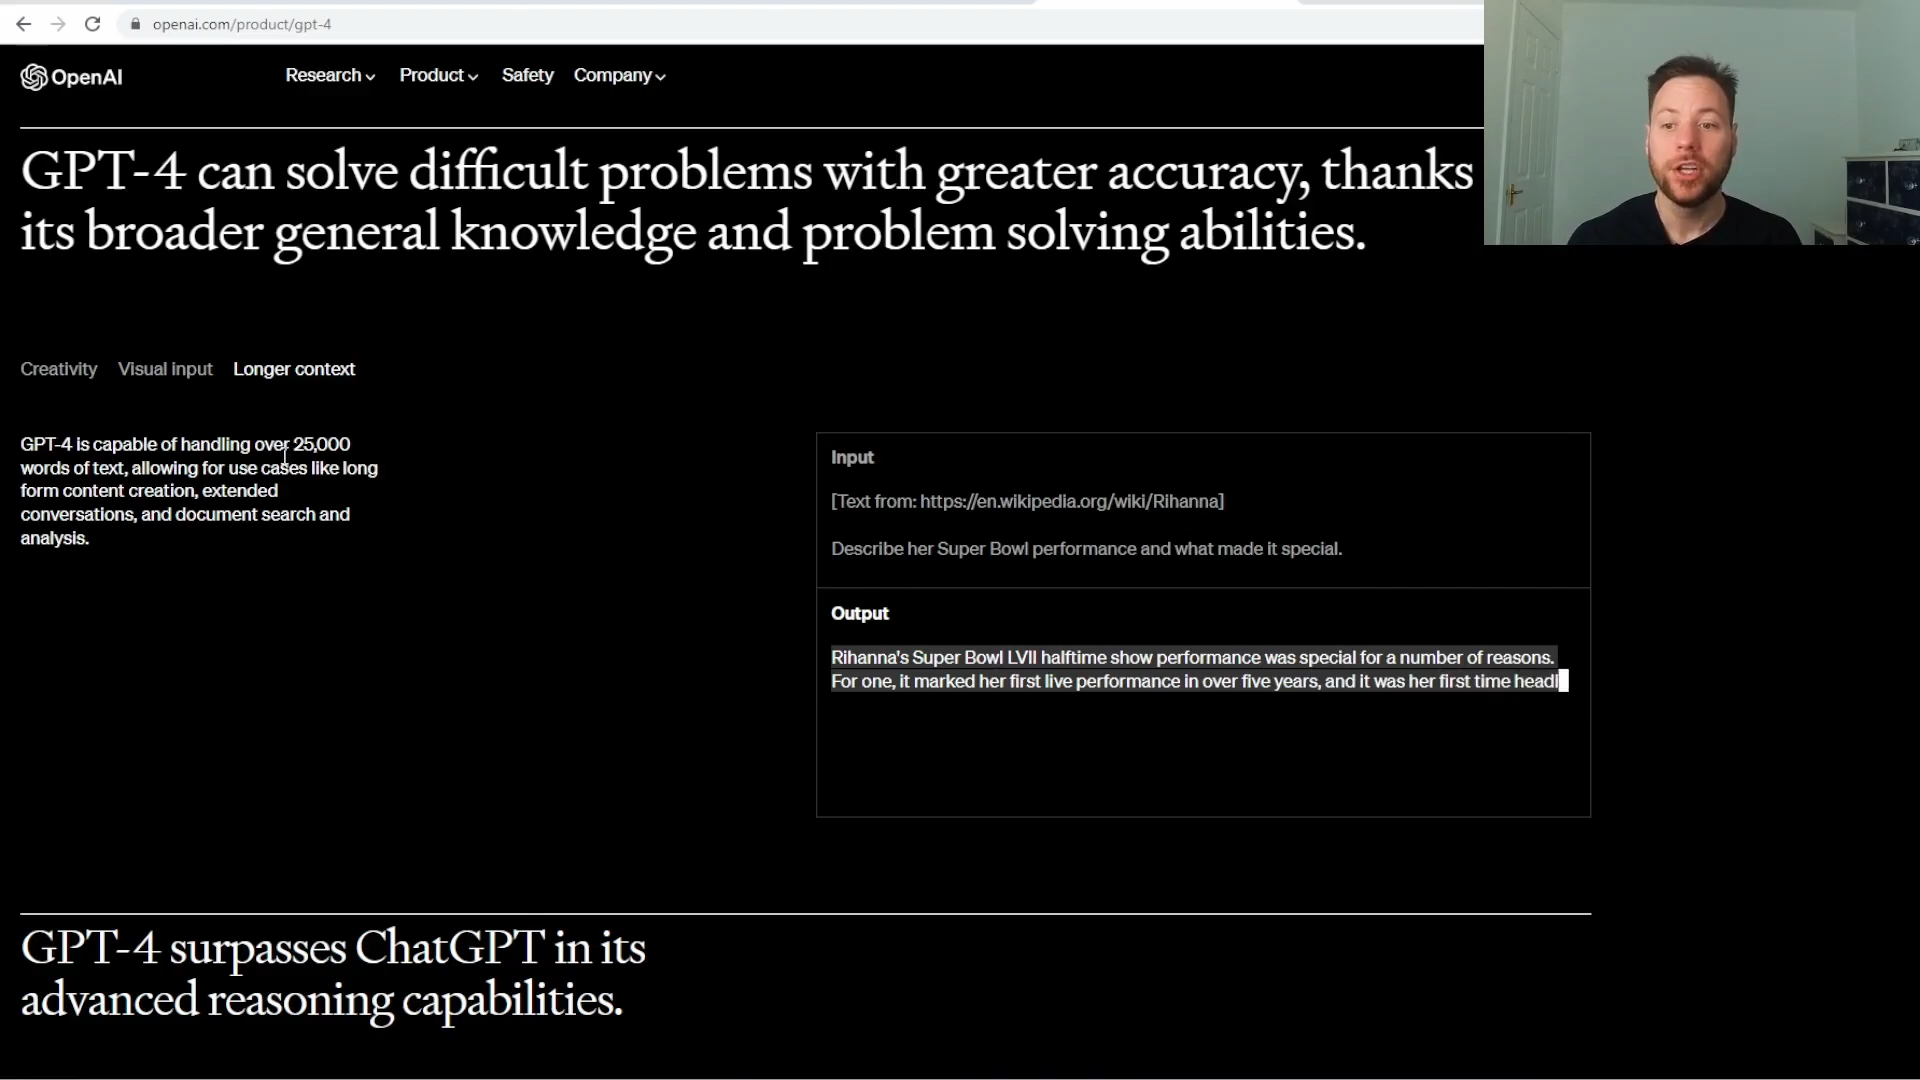 openai.com/product/gpt-4
OpenAI
Research
Product
Safety
Company
GPT-4 can solve difficult problems with greater accuracy, thanks
its broader general knowledge and problem solving abilities.
Creativity
Visual input
Longer context
GPT-4 is capable of handling over 25,000
words of text, allowing for use cases like long
form content creation, extended
conversations, and document search and
analysis.
Input
[Text from: https://en.wikipedia.org/wiki/Rihanna]
Describe her Super Bowl performance and what made it special.
Output
Rihanna's Super Bowl LVII halftime show performance was special for a number of reasons.
For one, it marked her first live performance in over five years, and it was her first time headl
GPT-4 surpasses ChatGPT in its
advanced reasoning capabilities.